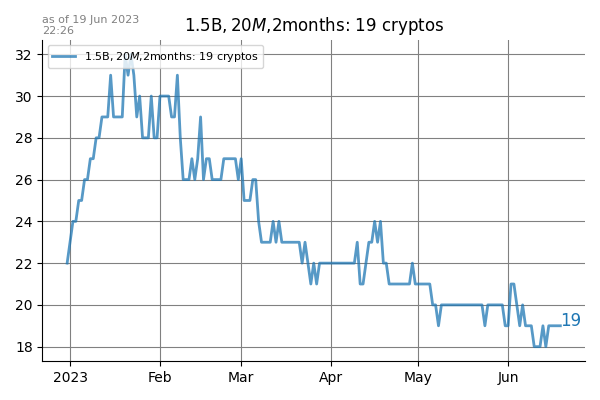 as of 19 Jun 2023
22:26
1.5B, 20M,2months: 19 cryptos
1.5B, 20M,2months: 19 cryptos
32
30
28
26
24
22
20
18
19
2023 Feb Mar Apr May Jun